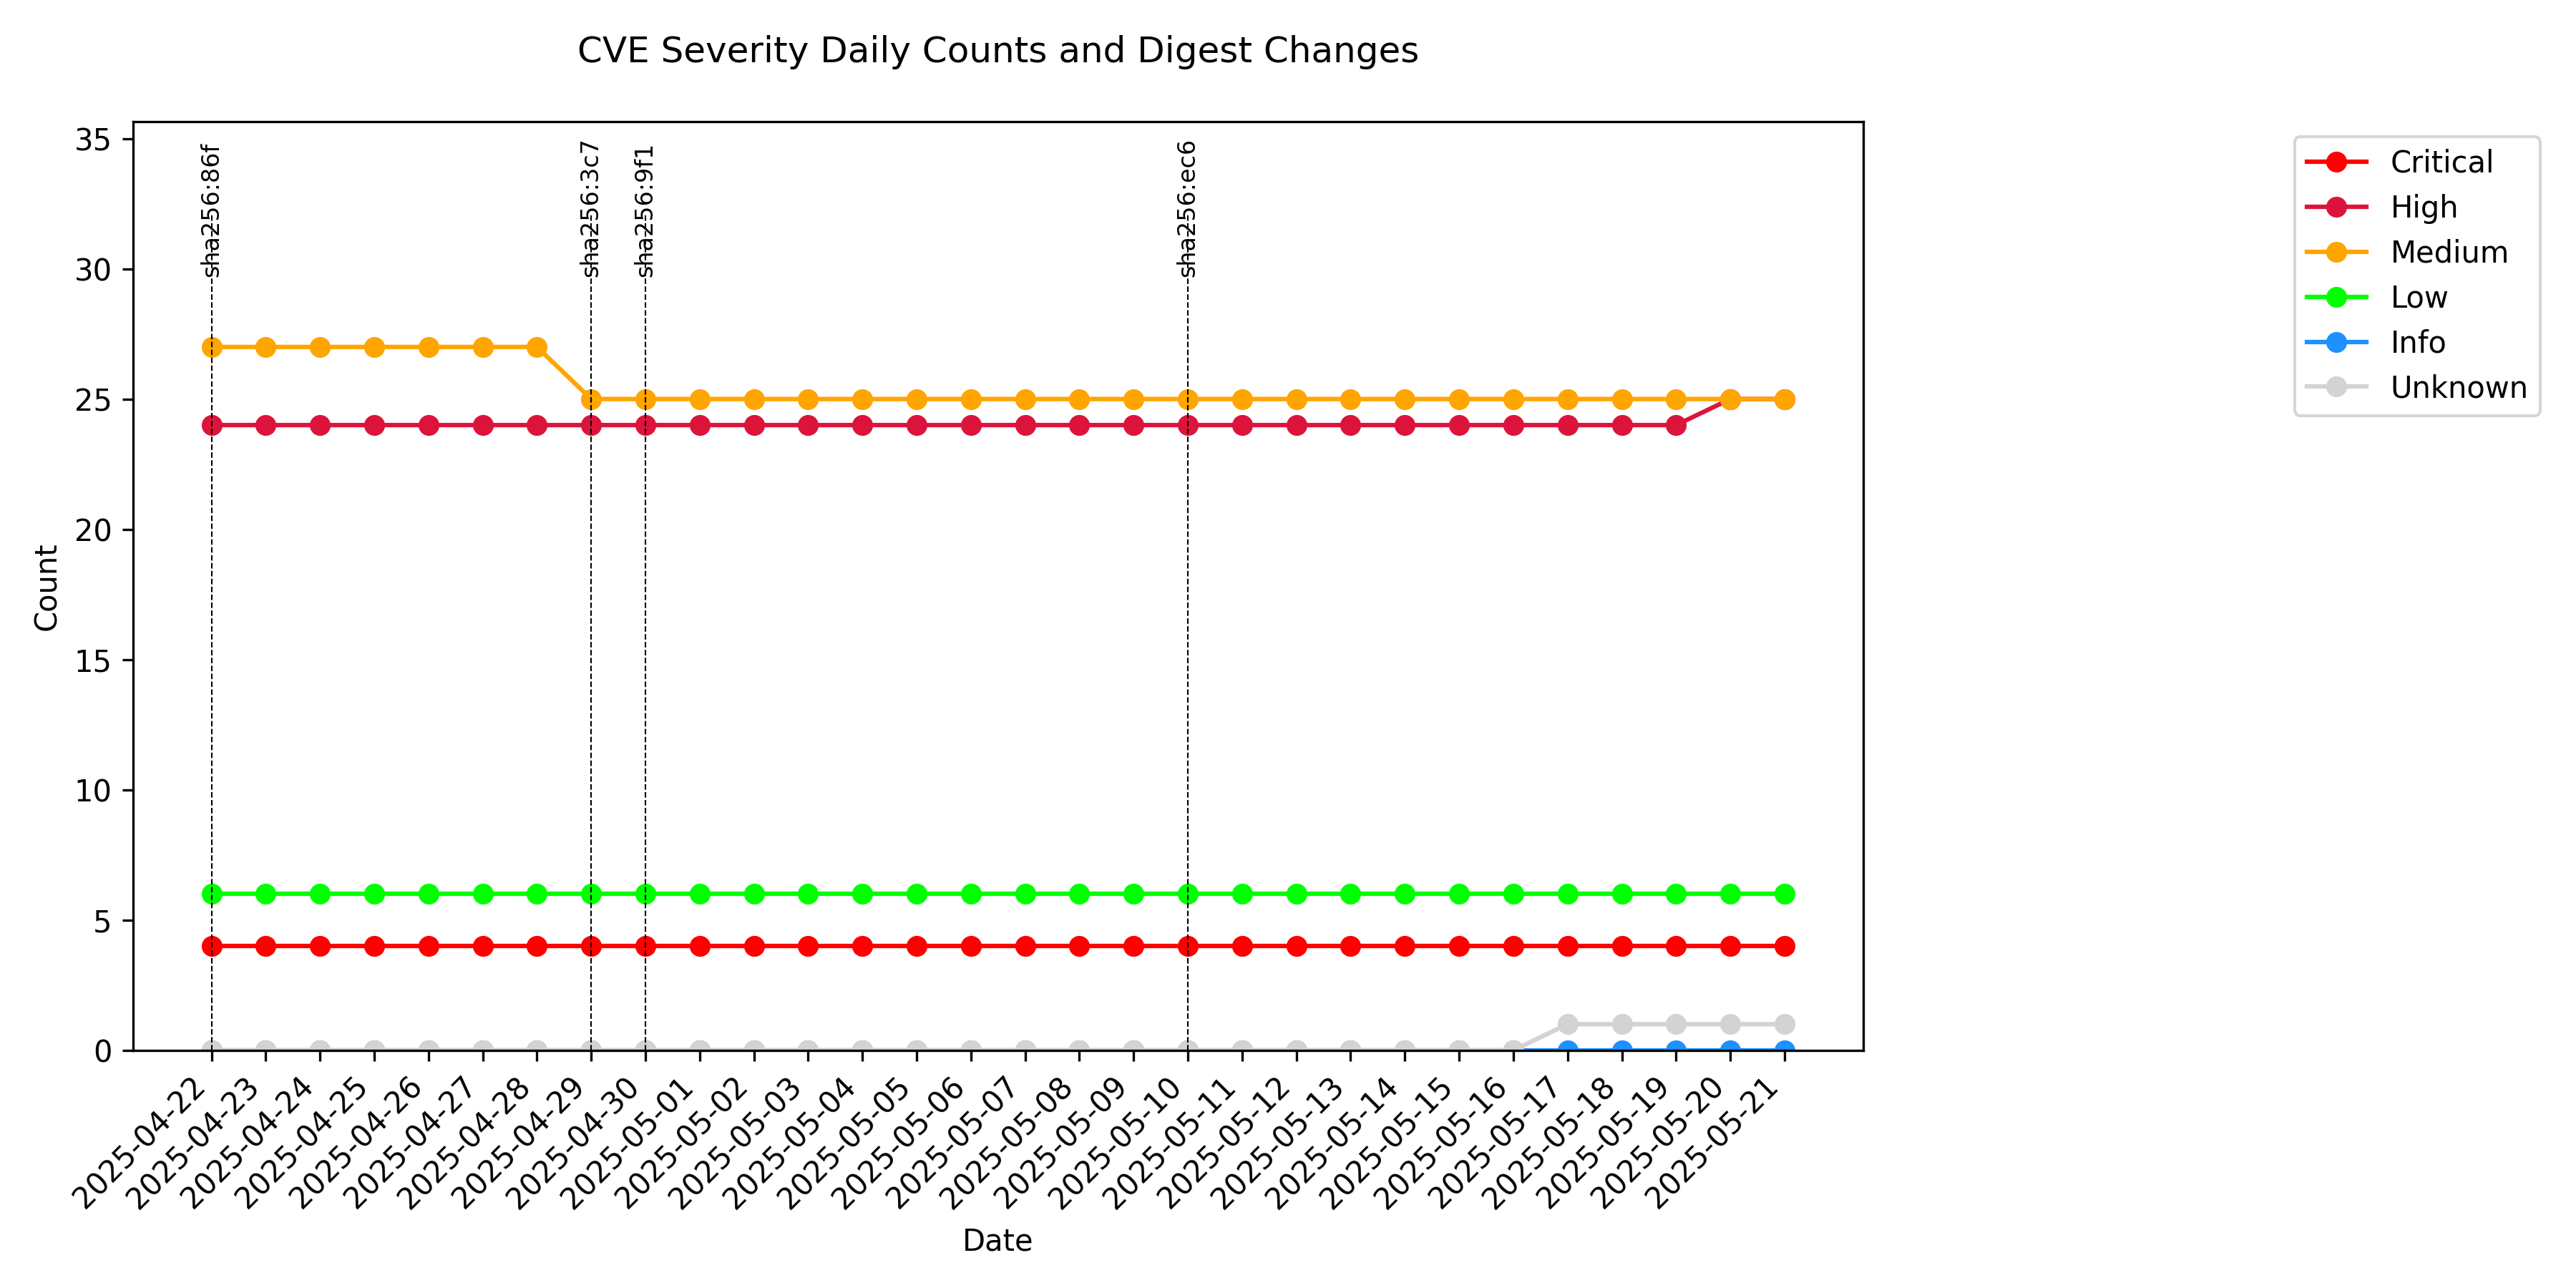 CVE Severity Daily Counts and Digest Changes
35
30
25
20
15
10
5
0
Count
sha256:86f
sha256:3c7
sha256:9f1
sha256:ec6
Critical
High
Medium
Low
Info
Unknown
2025-04-22
2025-04-23
2025-04-24
2025-04-25
2025-04-26
2025-04-27
2025-04-28
2025-04-29
2025-04-30
2025-05-01
2025-05-02
2025-05-03
2025-05-04
2025-05-05
2025-05-06
2025-05-07
2025-05-08
2025-05-09
2025-05-10
2025-05-11
2025-05-12
2025-05-13
2025-05-14
2025-05-15
2025-05-16
2025-05-17
2025-05-18
2025-05-19
2025-05-20
2025-05-21
Date